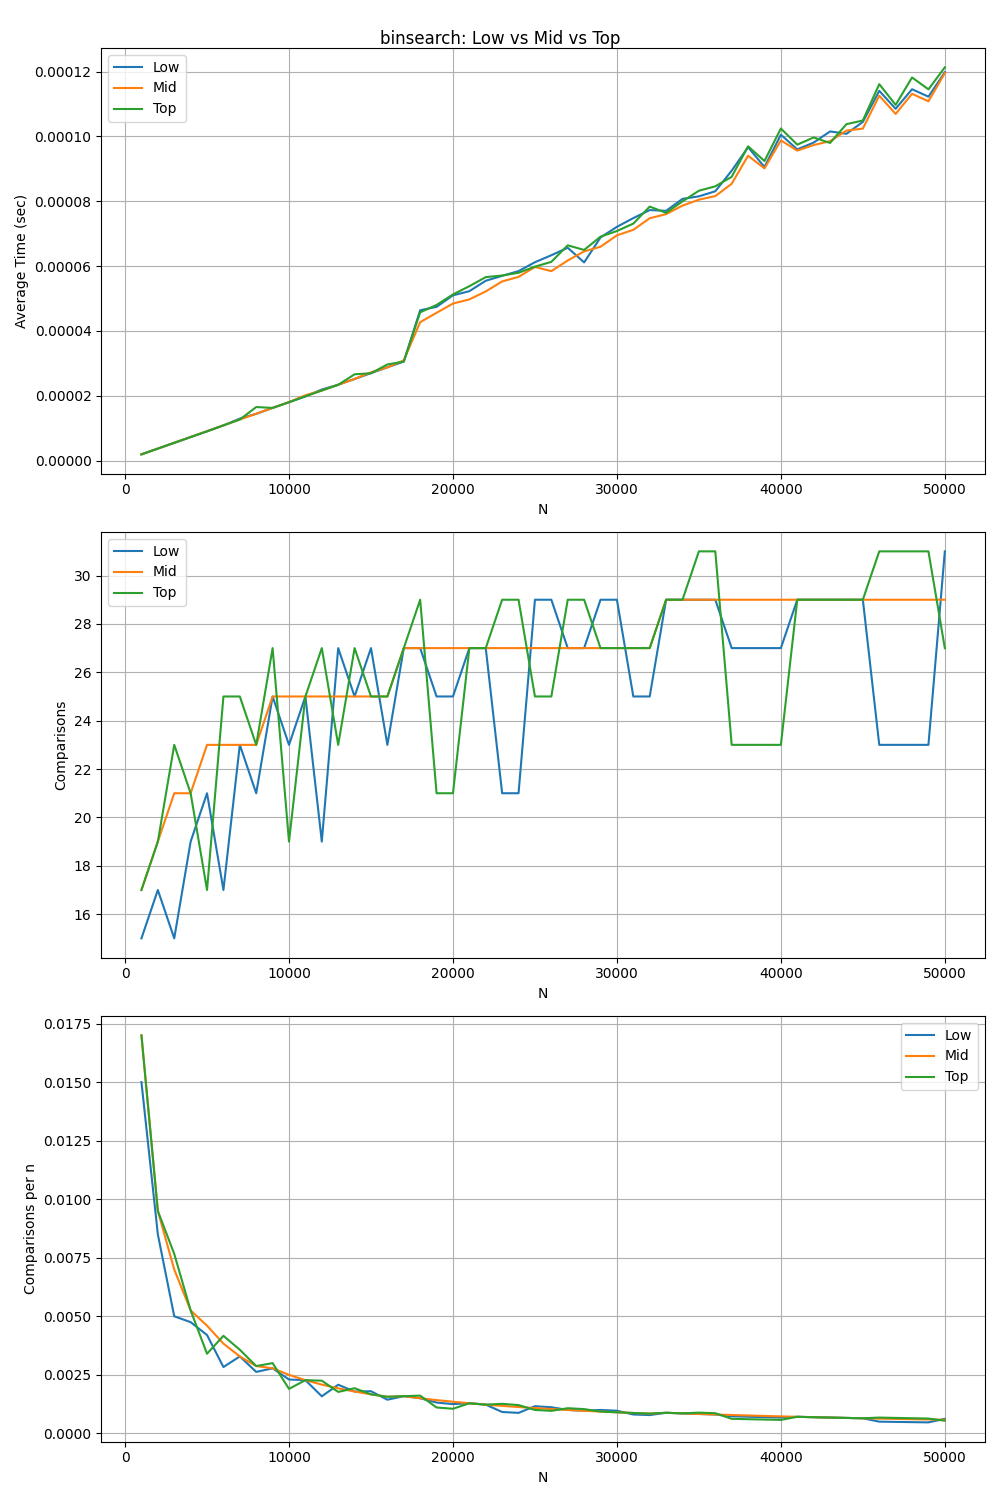 binsearch: Low vs Mid vs Top
Low
Mid
Top
0.00012
0.00010
0.00008
0.00006
0.00004
0.00002
0.00000
Average Time (sec)
0 10000 20000 30000 40000 50000
N
Low
Mid
Top
30
28
26
24
22
20
18
16
Comparisons
0 10000 20000 30000 40000 50000
N
Low
Mid
Top
0.0175
0.0150
0.0125
0.0100
0.0075
0.0050
0.0025
0.0000
Comparisons per n
0 10000 20000 30000 40000 50000
N